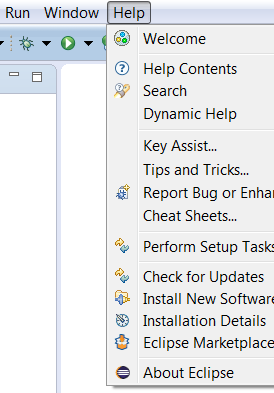 Run Window Help
Welcome
Help Contents
Search
Dynamic Help
Key Assist...
Tips and Tricks...
Report Bug or Enha
Cheat Sheets...
Perform Setup Tasks
Check for Updates
Install New Software
Installation Details
Eclipse Marketplace
About Eclipse